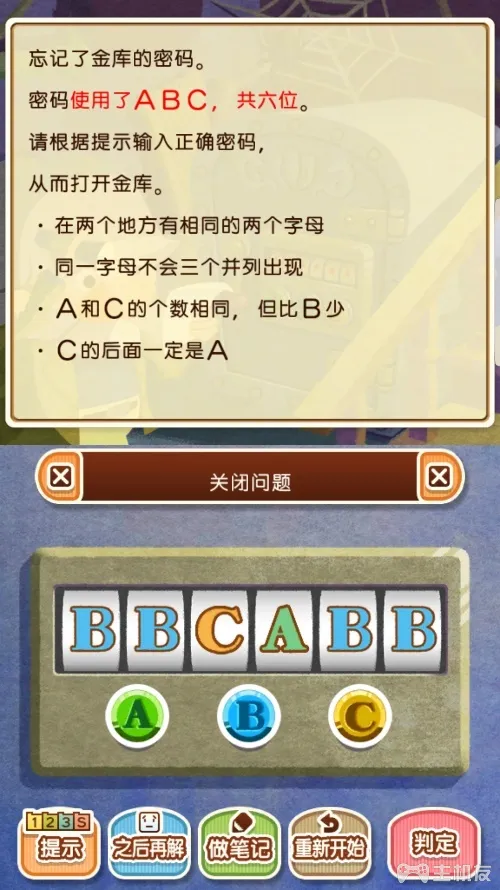 忘记了金库的密码。
密码使用了ABC，共六位。
请根据提示输入正确密码，
从而打开金库。
・在两个地方有相同的两个字母
・同一字母不会三个并列出现
・A和C的个数相同，但比B少
・C的后面一定是A
关闭问题
BBCABB
A B C
123S
提示 之后再解 做笔记 重新开始 判定
主机友